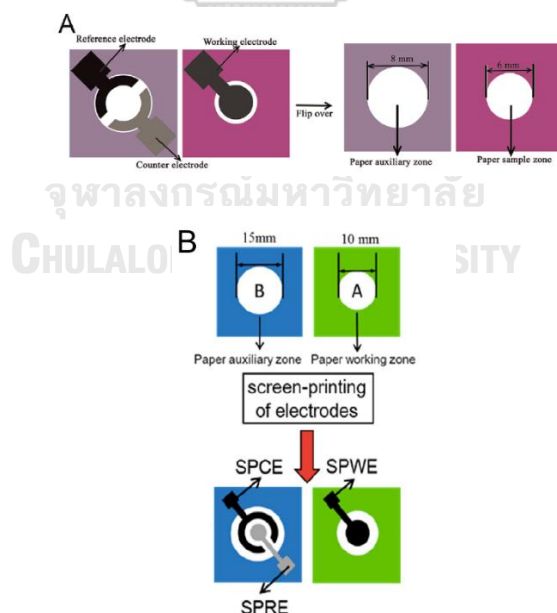 A
Reference electrode
Working electrode
Counter electrode
Flip over
8 mm
6 mm
Paper auxiliary zone
Paper sample zone
จุฬาลงกรณ์มหาวิทยาลัย
CHULALO SITY
B
15mm
10 mm
B
A
Paper auxiliary zone
Paper working zone
screen-printing
of electrodes
SPCE
SPWE
SPRE